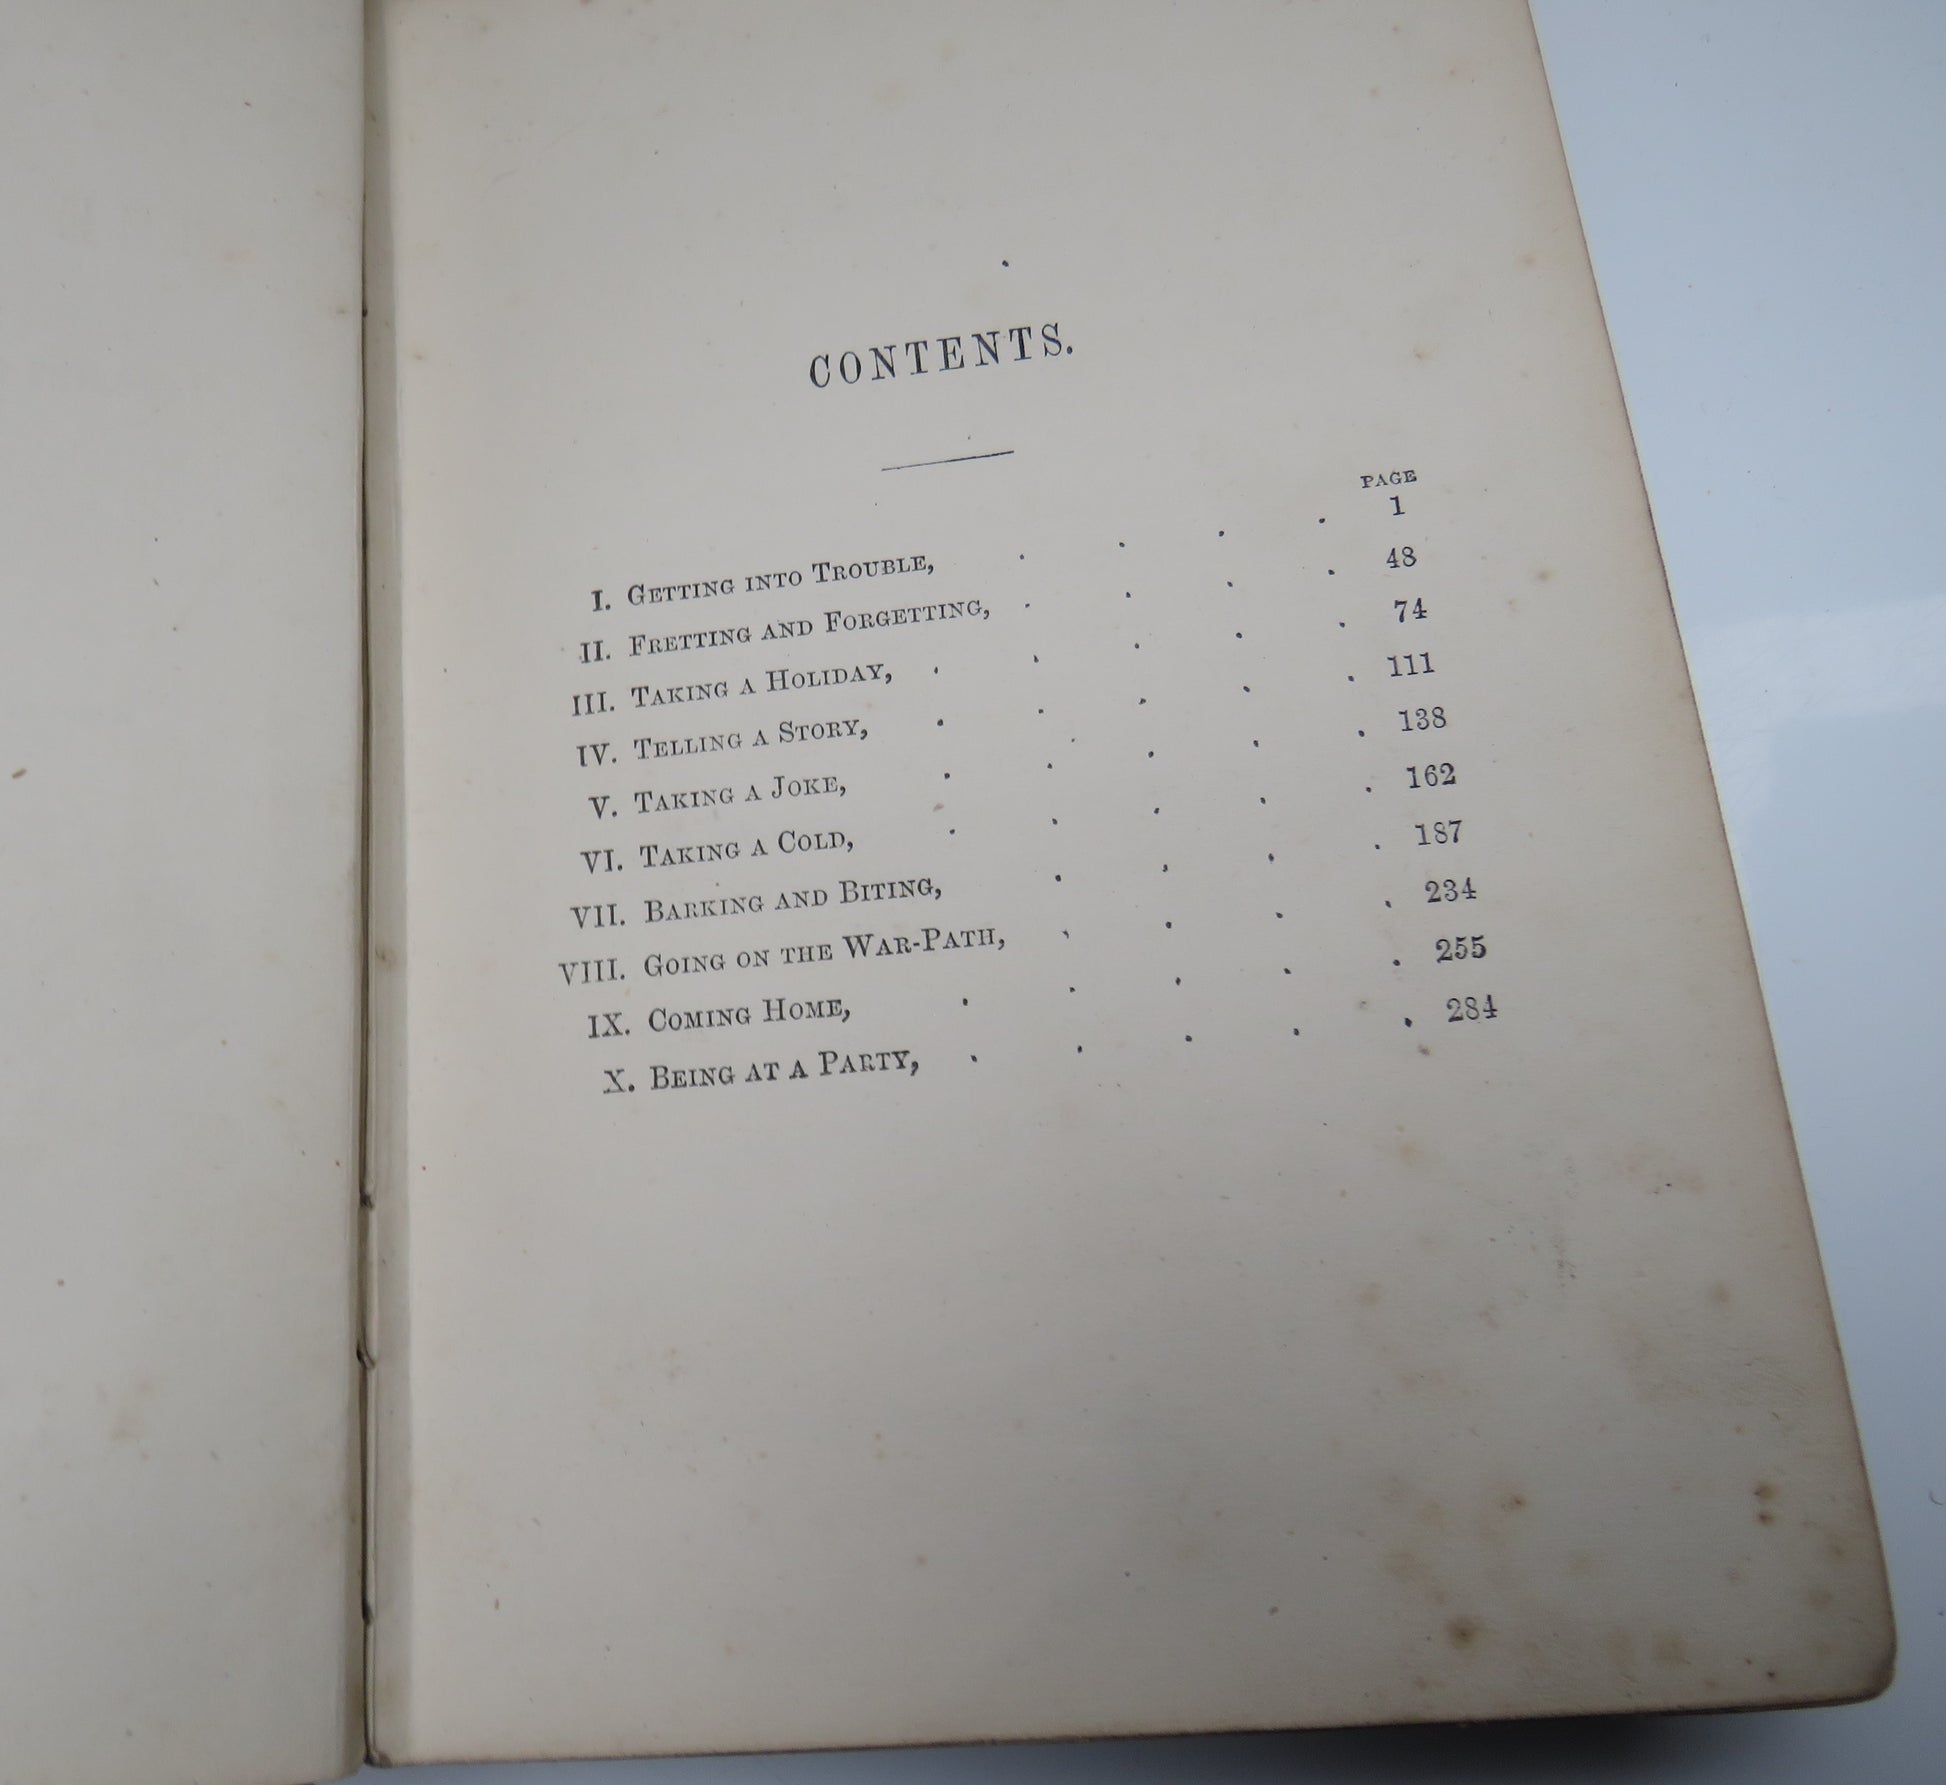 CONTENTS.
PAGE
I. GETTING INTO TROUBLE, . . . . 1
II. FRETTING AND FORGETTING, . . . . 48
III. TAKING A HOLIDAY, . . . . . 74
IV. TELLING A STORY, . . . . . 111
V. TAKING A JOKE, . . . . . 138
VI. TAKING A COLD, . . . . . 162
VII. BARKING AND BITING, . . . . 187
VIII. GOING ON THE WAR-PATH, . . . . 234
IX. COMING HOME, . . . . . 255
X. BEING AT A PARTY, . . . . . 284